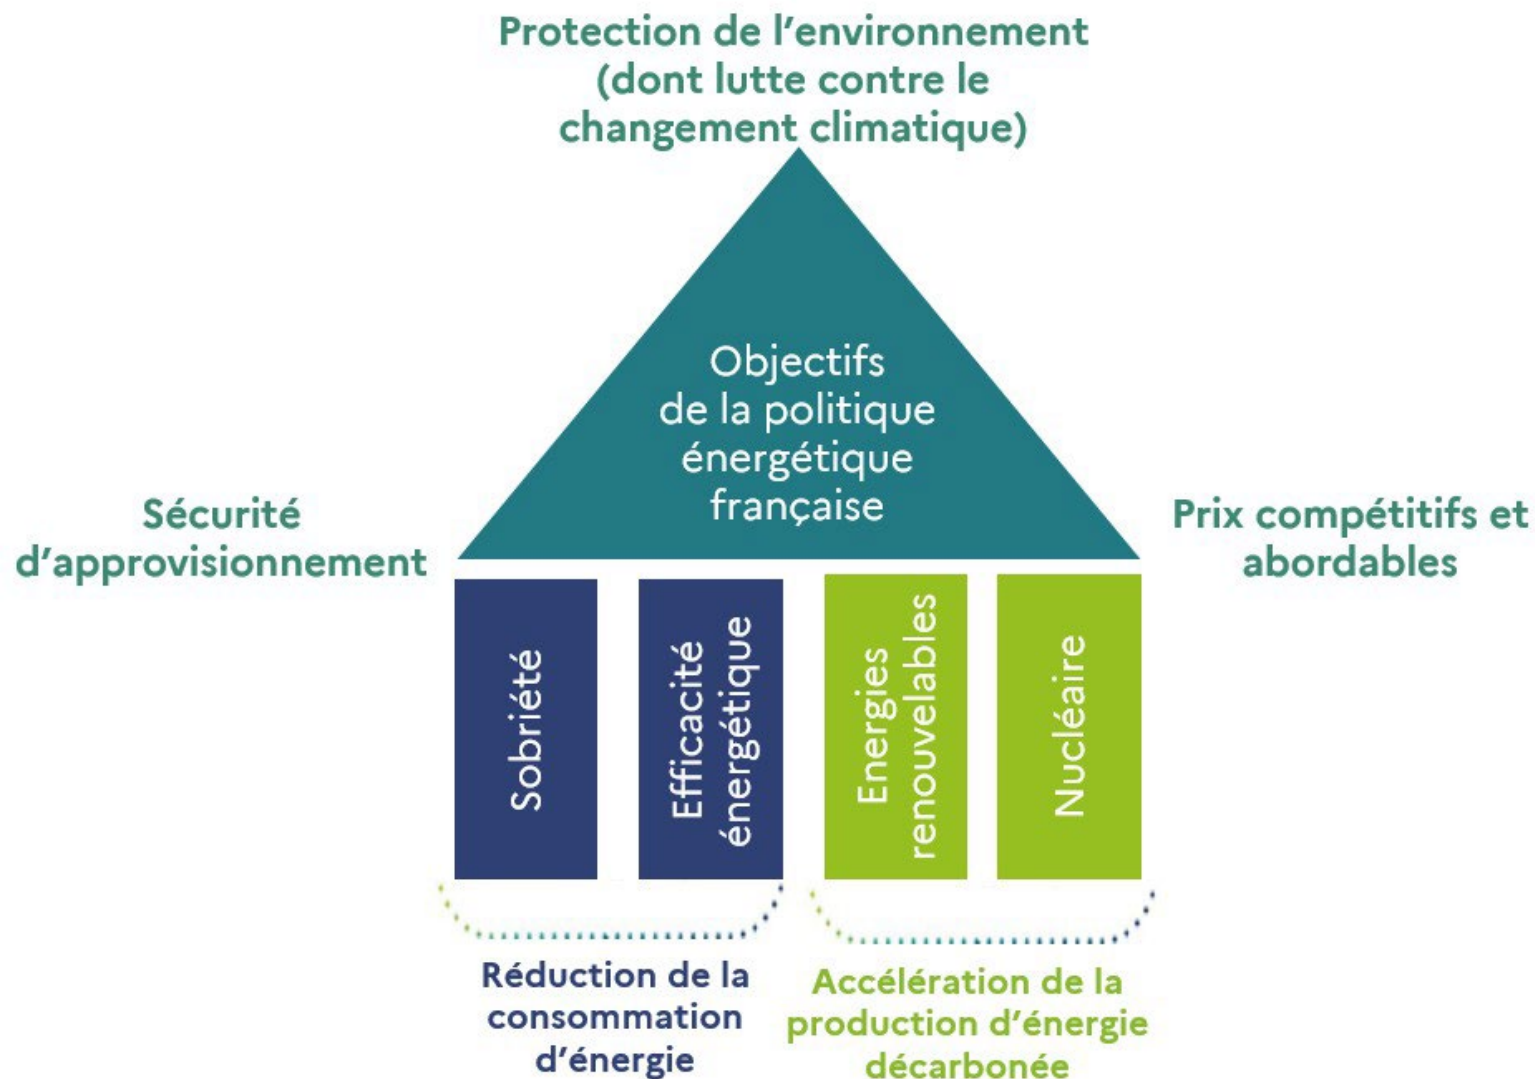 Protection de l'environnement
(dont lutte contre le
changement climatique)
Objectifs
de la politique
énergétique
française
Sécurité
d'approvisionnement
Prix compétitifs et
abordables
Sobriété
Efficacité
énergétique
Energies
renouvelables
Nucléaire
Réduction de la
consommation
d'énergie
Accélération de la
production d'énergie
décarbonée